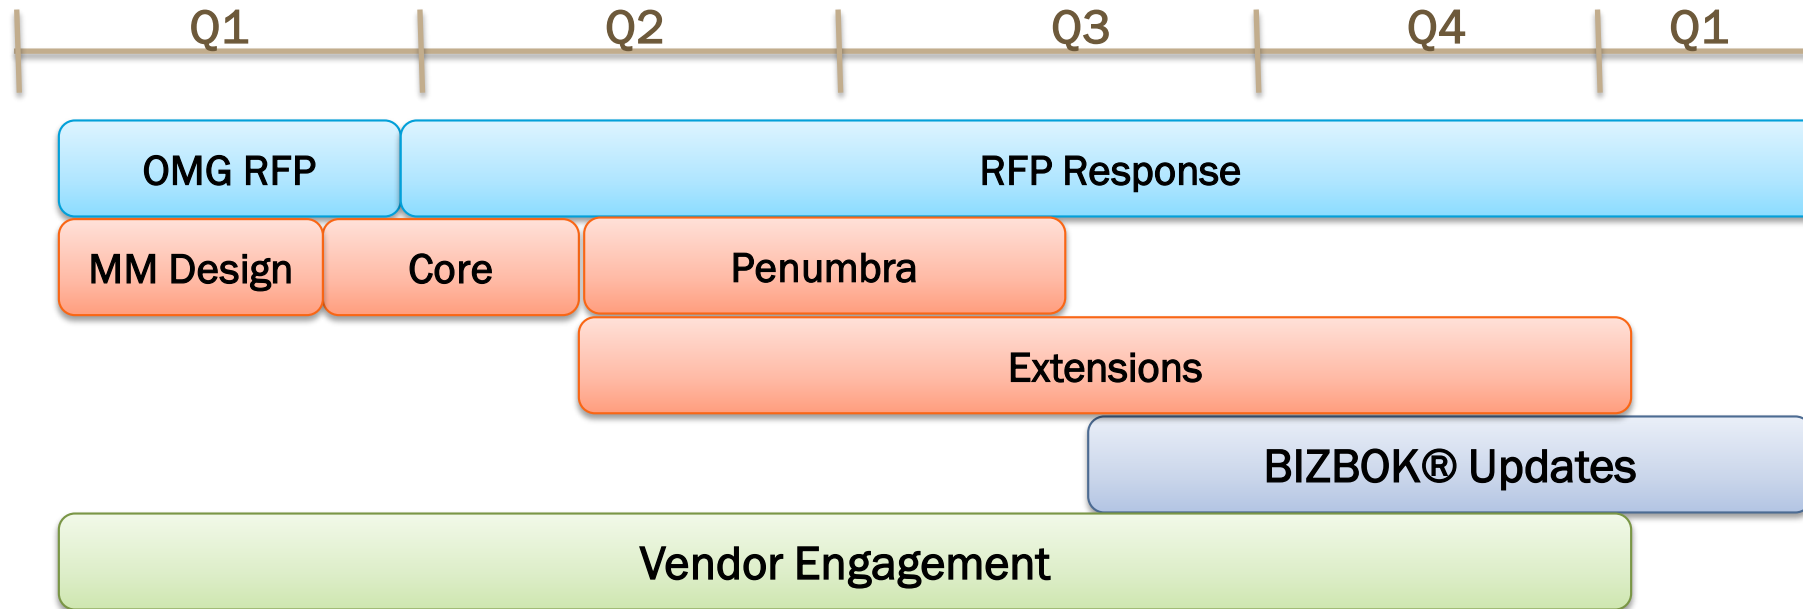 Q1 Q2 Q3 Q4 Q1
OMG RFP RFP Response
MM Design Core Penumbra
Extensions
BIZBOK® Updates
Vendor Engagement